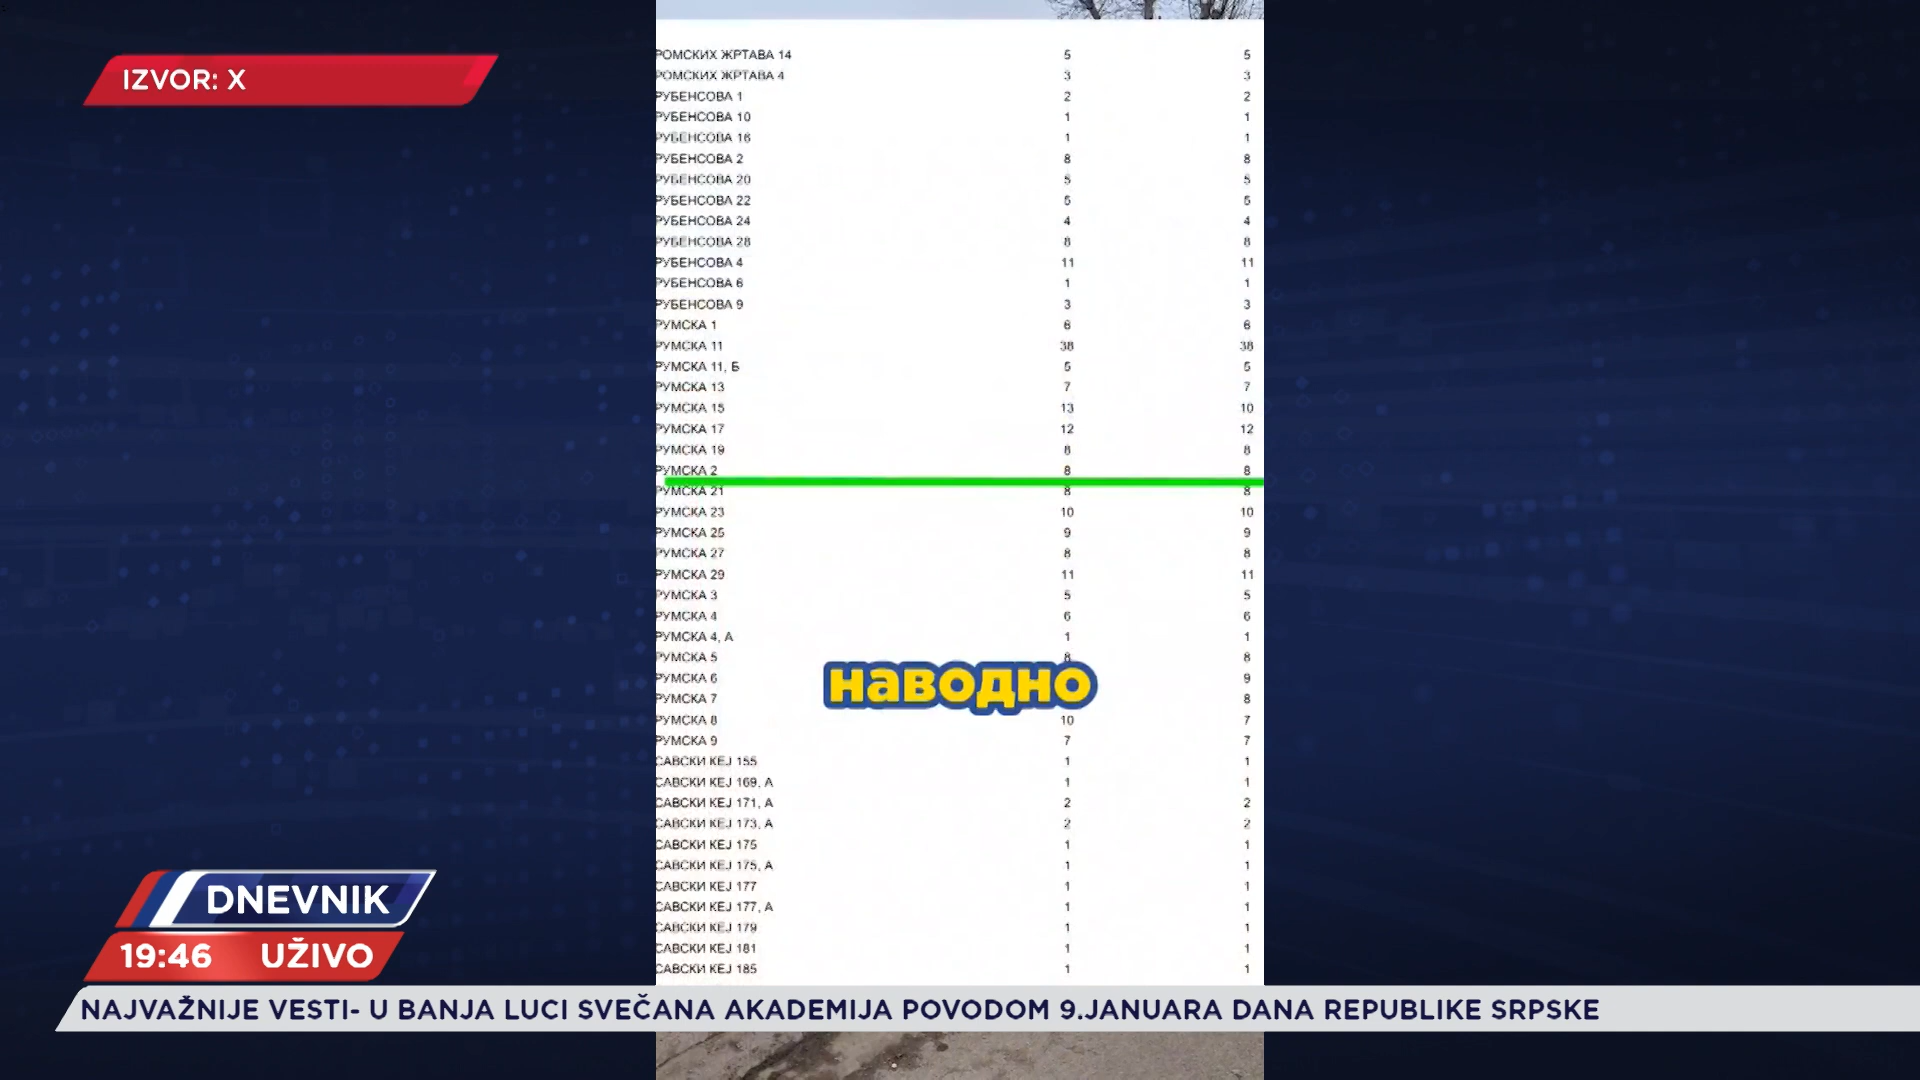 IZVOR: X
РОМСКИХ ЖРТАВА 14 5 5
РОМСКИХ ЖРТАВА 4 3 3
РУБЕНСОВА 1 2 2
РУБЕНСОВА 10 1 1
РУБЕНСОВА 16 1 1
РУБЕНСОВА 2 8 8
РУБЕНСОВА 20 5 5
РУБЕНСОВА 22 5 5
РУБЕНСОВА 24 4 4
РУБЕНСОВА 28 8 8
РУБЕНСОВА 4 11 11
РУБЕНСОВА 6 1 1
РУБЕНСОВА 9 3 3
РУМСКА 1 6 6
РУМСКА 11 38 38
РУМСКА 11, Б 5 5
РУМСКА 13 7 7
РУМСКА 15 13 10
РУМСКА 17 12 12
РУМСКА 19 8 8
РУМСКА 2 8 8
РУМСКА 21 8 8
РУМСКА 23 10 10
РУМСКА 25 9 9
РУМСКА 27 8 8
РУМСКА 29 11 11
РУМСКА 3 5 5
РУМСКА 4 6 6
РУМСКА 4, А 1 1
РУМСКА 5 8 8
РУМСКА 6 9
РУМСКА 7 8
РУМСКА 8 10 7
РУМСКА 9 7 7
САВСКИ КЕЈ 155 1 1
САВСКИ КЕЈ 169, А 1 1
САВСКИ КЕЈ 171, А 2 2
САВСКИ КЕЈ 173, А 2 2
САВСКИ КЕЈ 175 1 1
САВСКИ КЕЈ 175, А 1 1
САВСКИ КЕЈ 177 1 1
САВСКИ КЕЈ 177, А 1 1
САВСКИ КЕЈ 179 1 1
САВСКИ КЕЈ 181 1 1
САВСКИ КЕЈ 185 1 1
наводно
DNEVNIK
19:46 UŽIVO
NAJVAŽNIJE VESTI- U BANJA LUCI SVEČANA AKADEMIJA POVODOM 9.JANUARA DANA REPUBLIKE SRPSKE